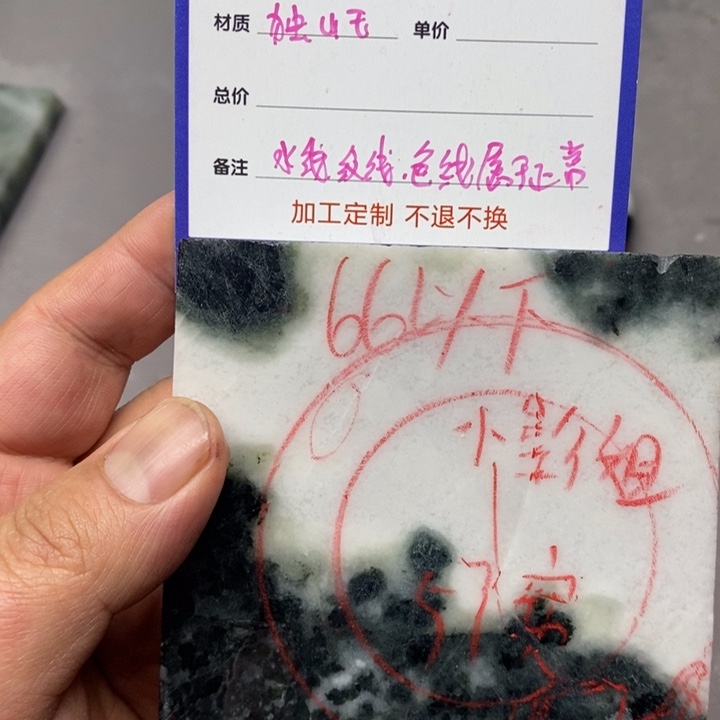 材质 独山玉 单价
总价
备注 水线纹线.色线属于正常
加工定制 不退不换
66以下
57